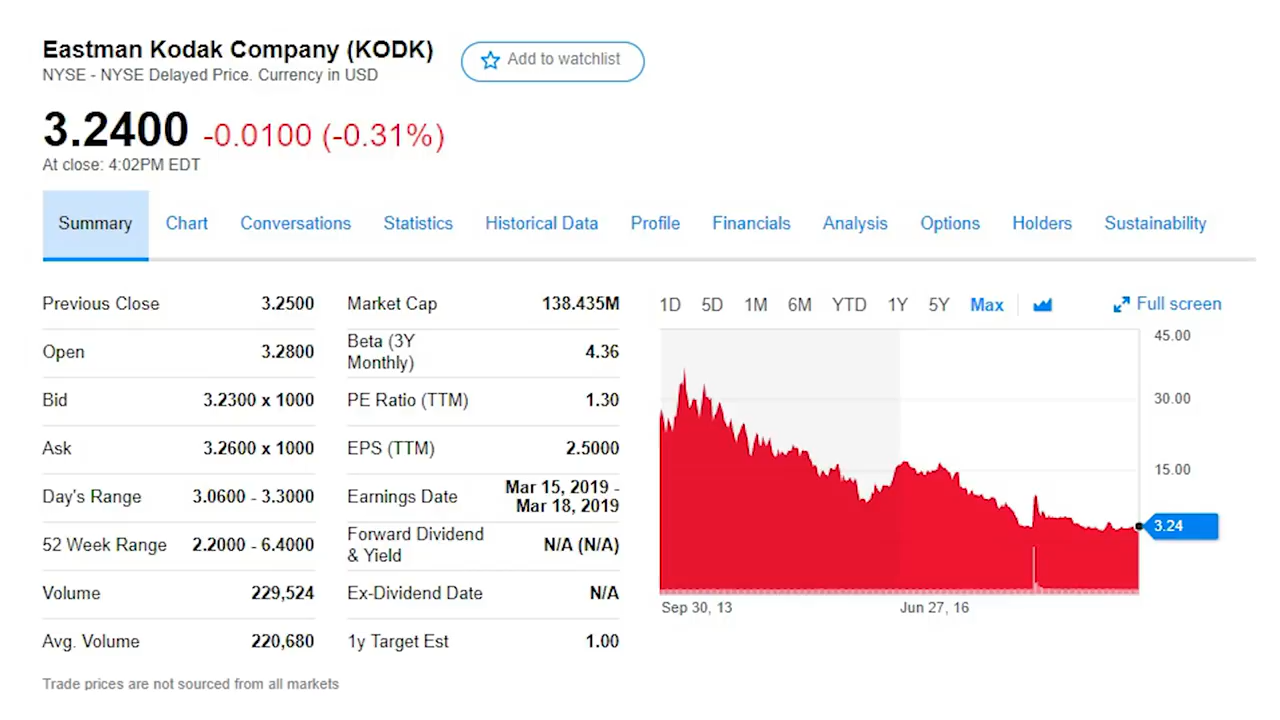 Eastman Kodak Company (KODK)
Add to watchlist
NYSE - NYSE Delayed Price. Currency in USD
3.2400 -0.0100 (-0.31%)
At close: 4:02PM EDT
Summary Chart Conversations Statistics Historical Data Profile Financials Analysis Options Holders Sustainability
Previous Close 3.2500
Open 3.2800
Bid 3.2300 x 1000
Ask 3.2600 x 1000
Day's Range 3.0600 - 3.3000
52 Week Range 2.2000 - 6.4000
Volume 229,524
Avg. Volume 220,680
Market Cap 138.435M
Beta (3Y
Monthly) 4.36
PE Ratio (TTM) 1.30
EPS (TTM) 2.5000
Earnings Date Mar 15, 2019 -
Mar 18, 2019
Forward Dividend
& Yield N/A (N/A)
Ex-Dividend Date N/A
1y Target Est 1.00
1D 5D 1M 6M YTD 1Y 5Y Max Full screen
45.00
30.00
15.00
3.24
Sep 30, 13 Jun 27, 16
Trade prices are not sourced from all markets